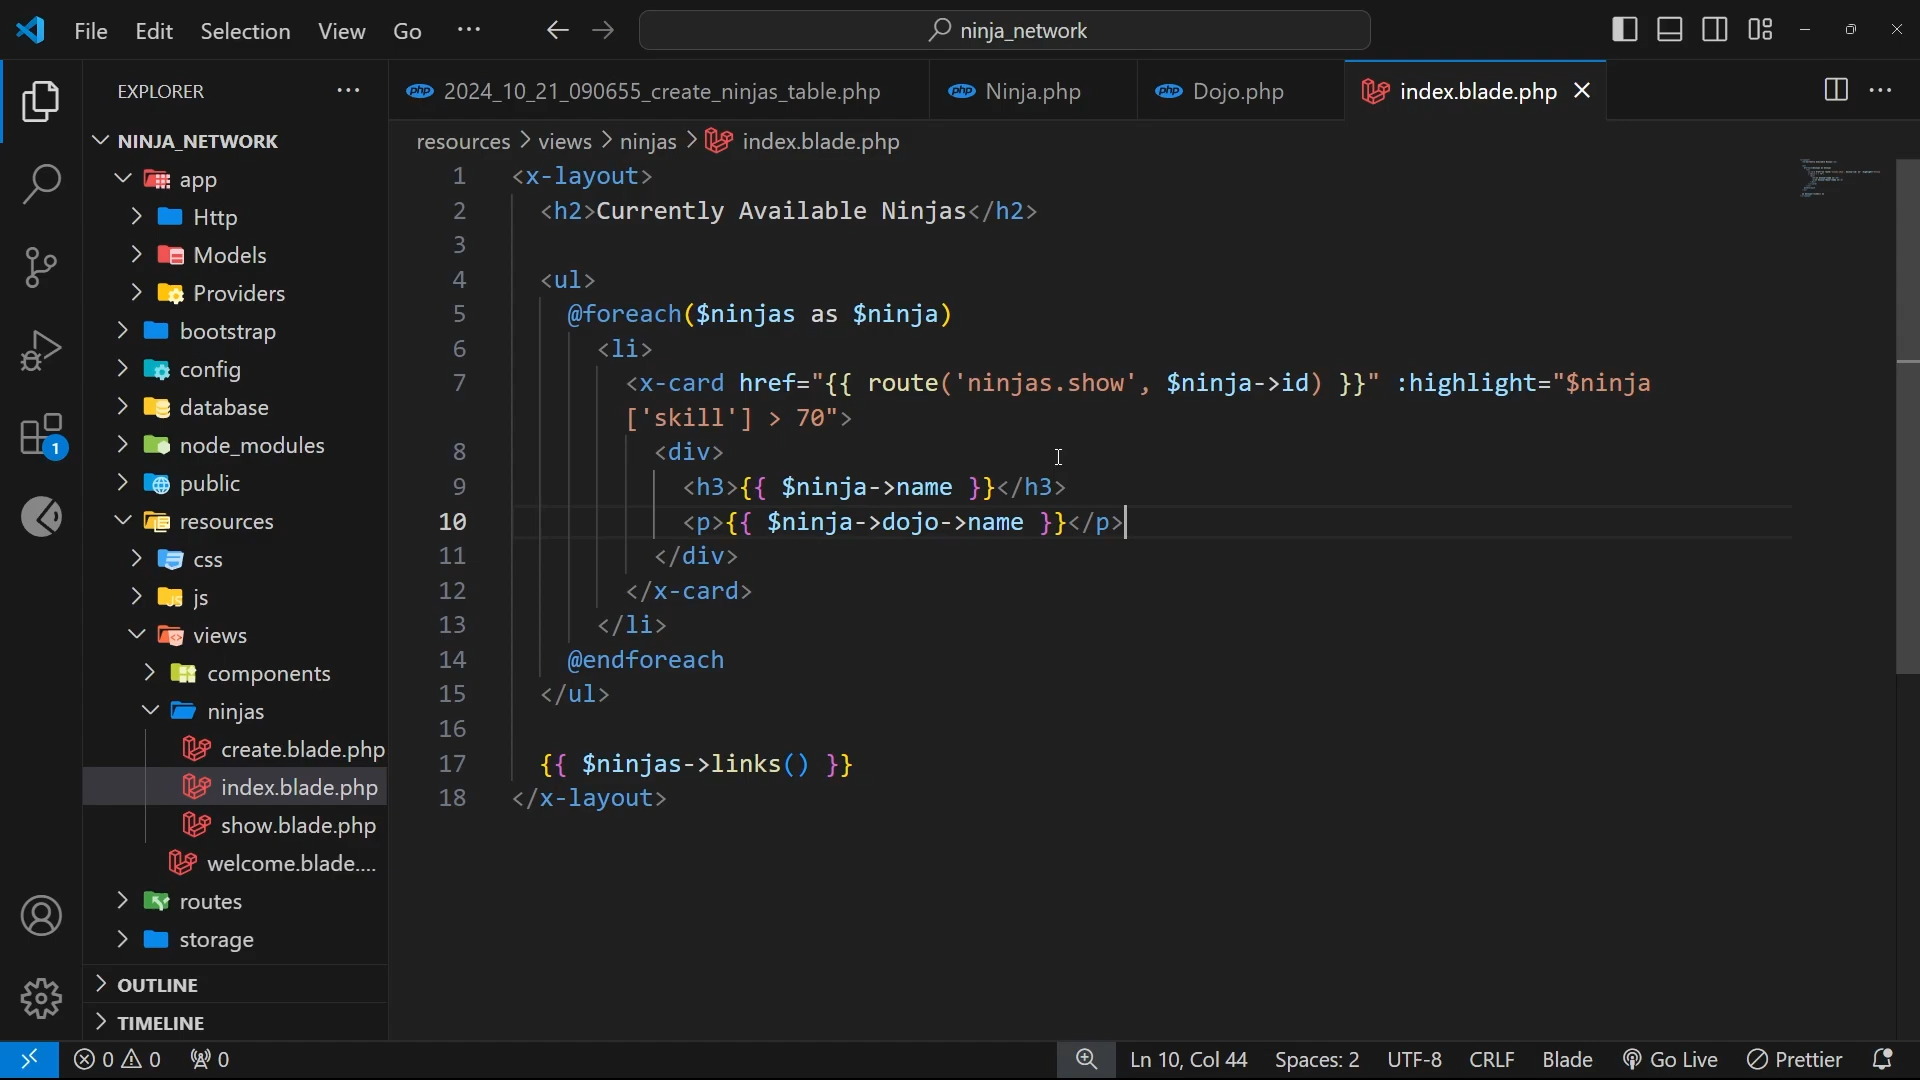 File Edit Selection View Go ··· ninja_network
EXPLORER ···
NINJA_NETWORK
app
Http
Models
Providers
bootstrap
config
database
node_modules
public
resources
css
js
views
components
ninjas
create.blade.php
index.blade.php
show.blade.php
welcome.blade....
routes
storage
OUTLINE
TIMELINE
1
php 2024_10_21_090655_create_ninjas_table.php php Ninja.php php Dojo.php index.blade.php
resources > views > ninjas > index.blade.php
1 <x-layout>
2 <h2>Currently Available Ninjas</h2>
3
4 <ul>
5 @foreach($ninjas as $ninja)
6 <li>
7 <x-card href="{{ route('ninjas.show', $ninja->id) }}" :highlight="$ninja
['skill'] > 70">
8 <div>
9 <h3>{{ $ninja->name }}</h3>
10 <p>{{ $ninja->dojo->name }}</p>
11 </div>
12 </x-card>
13 </li>
14 @endforeach
15 </ul>
16
17 {{ $ninjas->links() }}
18 </x-layout>
0 0 0 Ln 10, Col 44 Spaces: 2 UTF-8 CRLF Blade Go Live Prettier